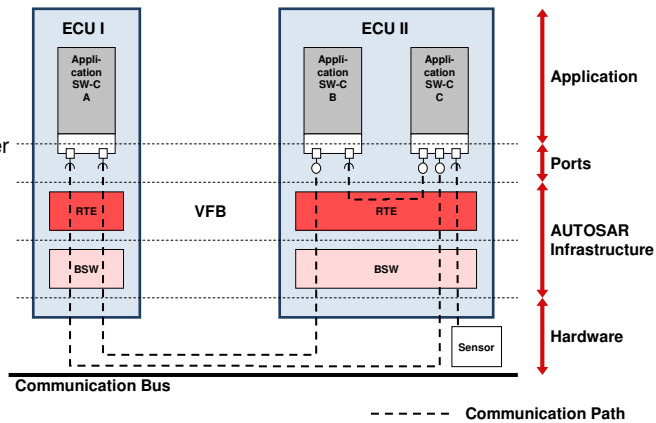 ECU I
ECU II
Appli-
cation
SW-C
A
Appli-
cation
SW-C
B
Appli-
cation
SW-C
C
Application
er
Ports
RTE
VFB
RTE
AUTOSAR
Infrastructure
BSW
BSW
Hardware
Sensor
Communication Bus
Communication Path